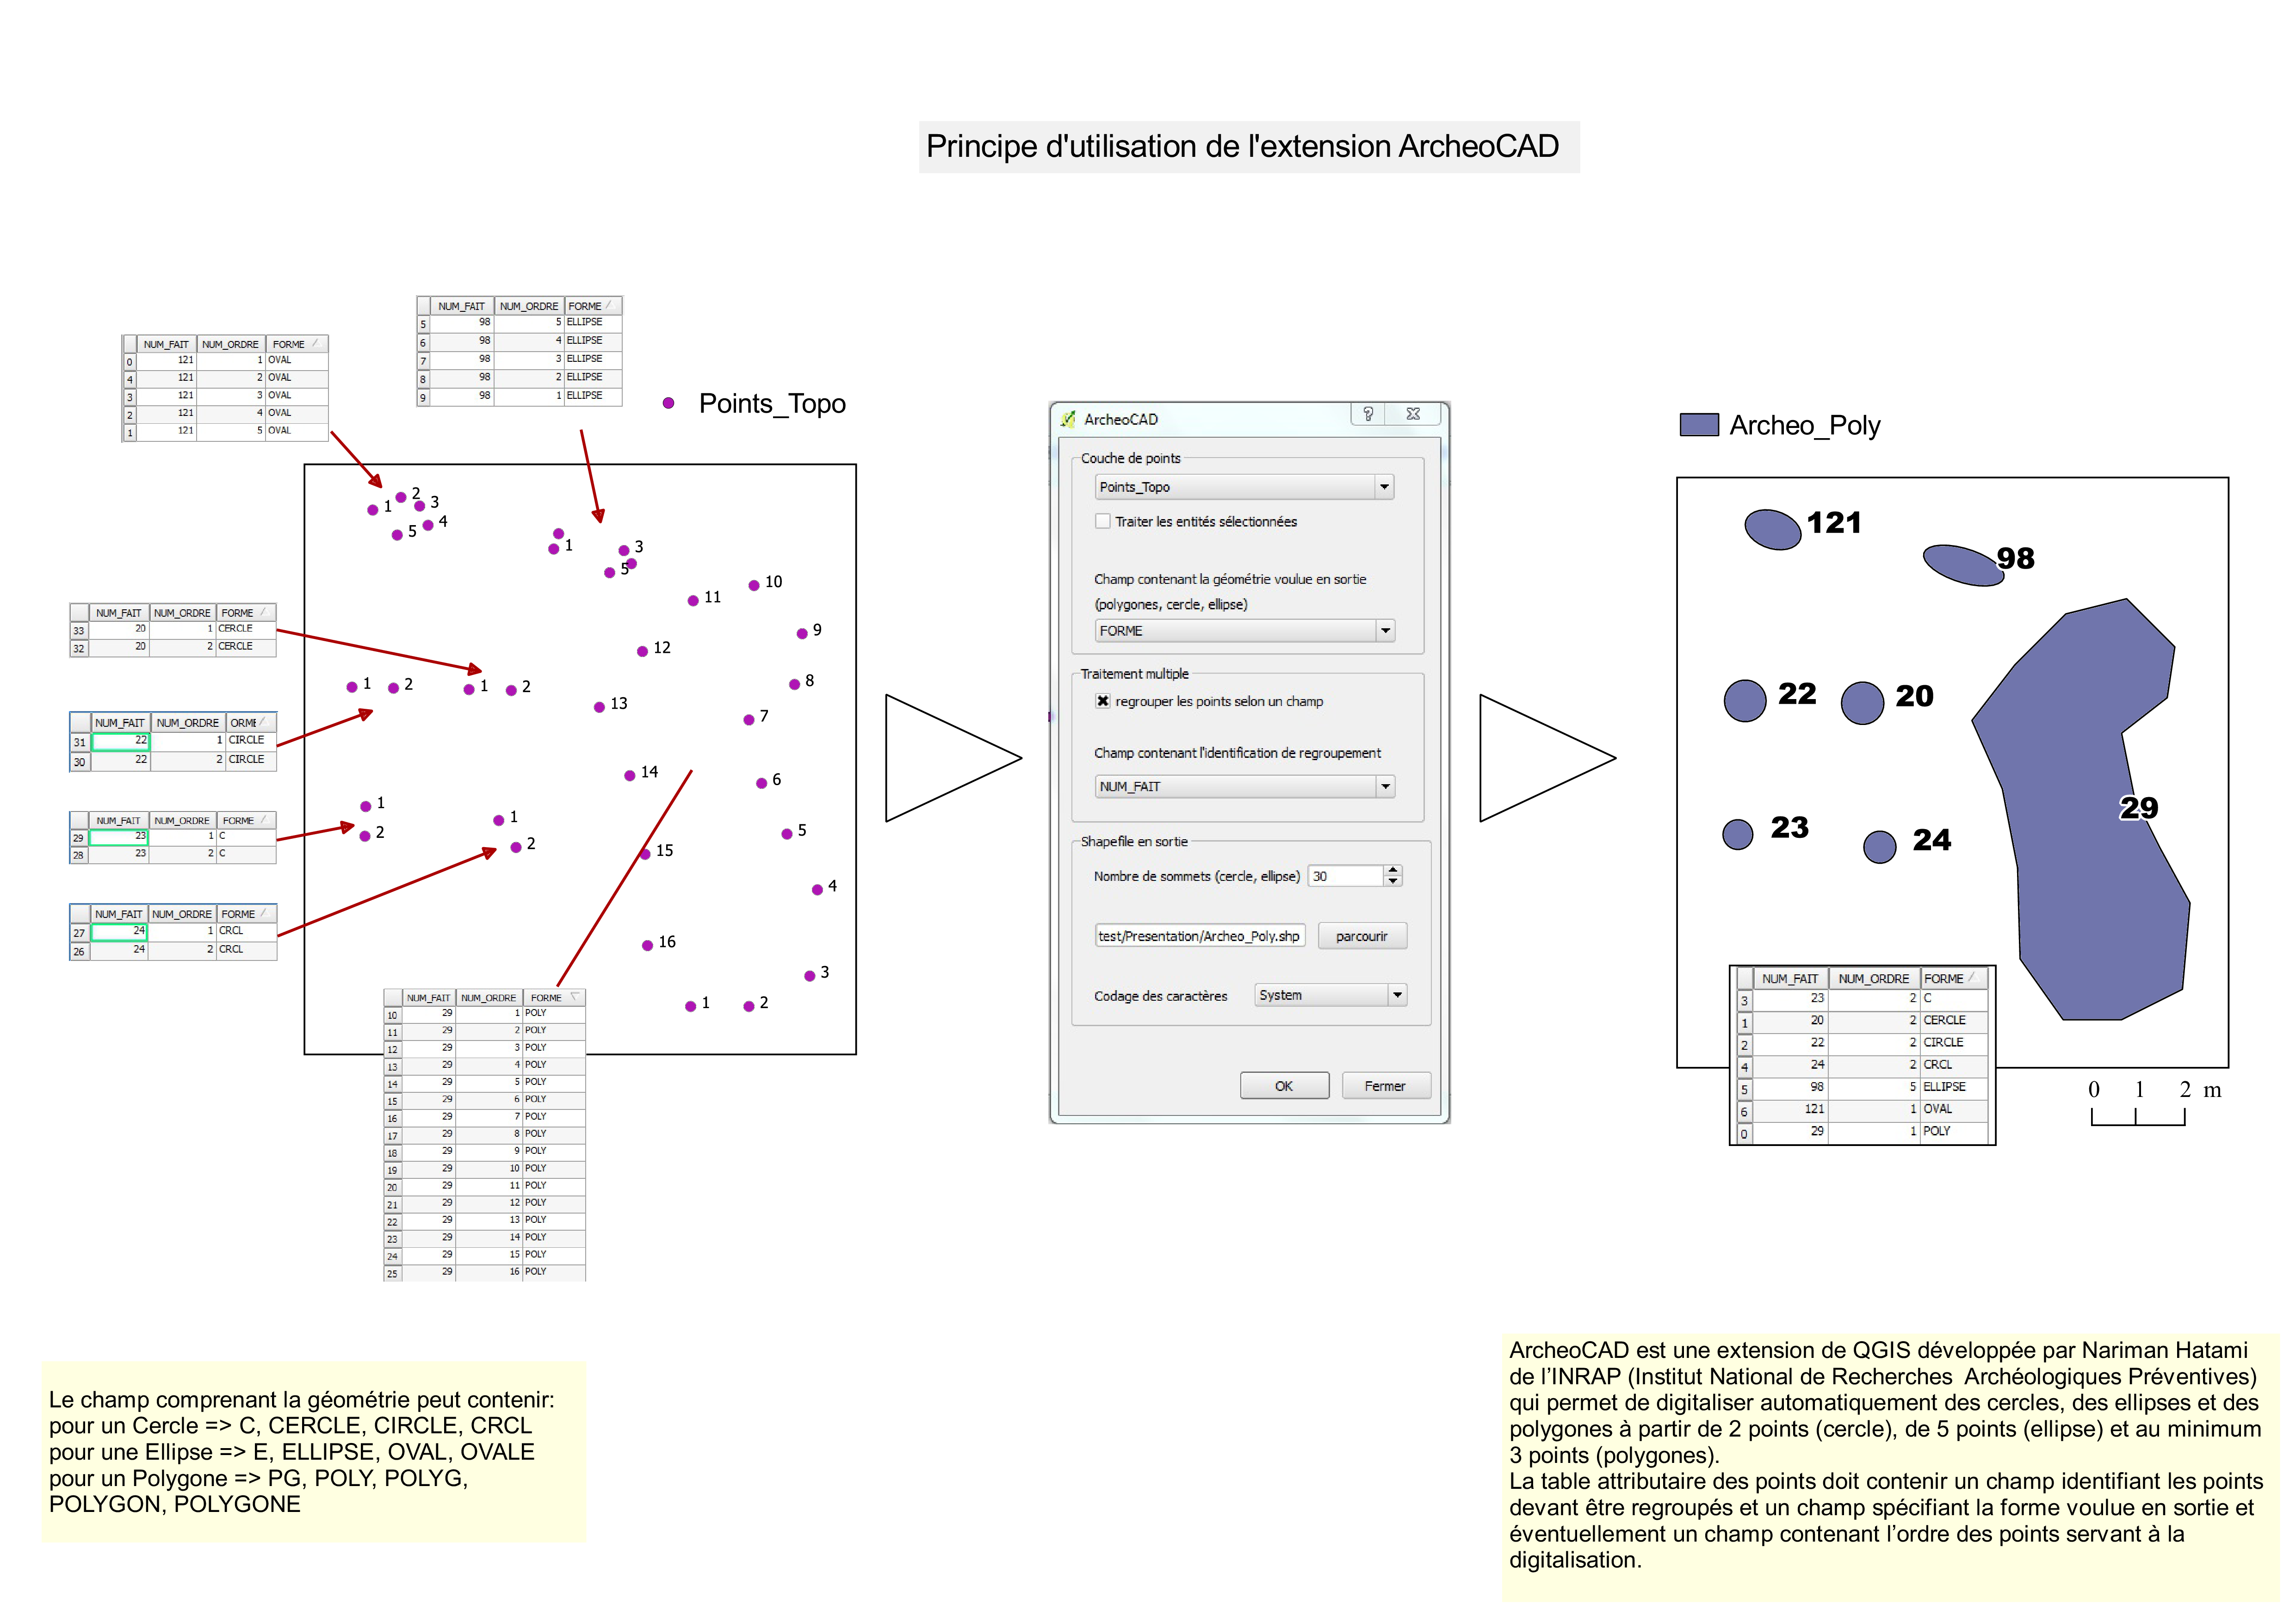 Principe d'utilisation de l'extension ArcheoCAD
NUM_FAIT NUM_ORDRE FORME
5 98 5 ELLIPSE
6 98 4 ELLIPSE
7 98 3 ELLIPSE
8 98 2 ELLIPSE
9 98 1 ELLIPSE
NUM_FAIT NUM_ORDRE FORME
0 121 1 OVAL
4 121 2 OVAL
3 121 3 OVAL
2 121 4 OVAL
1 121 5 OVAL
Points_Topo
NUM_FAIT NUM_ORDRE FORME
33 20 1 CERCLE
32 20 2 CERCLE
NUM_FAIT NUM_ORDRE ORME
31 22 1 CIRCLE
30 22 2 CIRCLE
NUM_FAIT NUM_ORDRE FORME
29 23 1 C
28 23 2 C
NUM_FAIT NUM_ORDRE FORME
27 24 1 CRCL
26 24 2 CRCL
1 2 3 4 5
1 3 5
1 2 1 2
1 2
1 2
10
11
9
12
8
13
7
14
6
5
15
4
16
3
1 2
NUM_FAIT NUM_ORDRE FORME
10 29 1 POLY
11 29 2 POLY
12 29 3 POLY
13 29 4 POLY
14 29 5 POLY
15 29 6 POLY
16 29 7 POLY
17 29 8 POLY
18 29 9 POLY
19 29 10 POLY
20 29 11 POLY
21 29 12 POLY
22 29 13 POLY
23 29 14 POLY
24 29 15 POLY
25 29 16 POLY
ArcheoCAD
Couche de points
Points_Topo
Traiter les entités sélectionnées
Champ contenant la géométrie voulue en sortie
(polygones, cercle, ellipse)
FORME
Traitement multiple
regrouper les points selon un champ
Champ contenant l'identification de regroupement
NUM_FAIT
Shapefile en sortie
Nombre de sommets (cercle, ellipse) 30
test/Presentation/Archeo_Poly.shp parcourir
Codage des caractères System
OK Fermer
Archeo_Poly
121
98
22 20
29
23 24
NUM_FAIT NUM_ORDRE FORME
3 23 2 C
1 20 2 CERCLE
2 22 2 CIRCLE
4 24 2 CRCL
5 98 5 ELLIPSE
6 121 1 OVAL
0 29 1 POLY
0 1 2 m
Le champ comprenant la géométrie peut contenir:
pour un Cercle => C, CERCLE, CIRCLE, CRCL
pour une Ellipse => E, ELLIPSE, OVAL, OVALE
pour un Polygone => PG, POLY, POLYG,
POLYGON, POLYGONE
ArcheoCAD est une extension de QGIS développée par Nariman Hatami
de l’INRAP (Institut National de Recherches Archéologiques Préventives)
qui permet de digitaliser automatiquement des cercles, des ellipses et des
polygones à partir de 2 points (cercle), de 5 points (ellipse) et au minimum
3 points (polygones).
La table attributaire des points doit contenir un champ identifiant les points
devant être regroupés et un champ spécifiant la forme voulue en sortie et
éventuellement un champ contenant l’ordre des points servant à la
digitalisation.